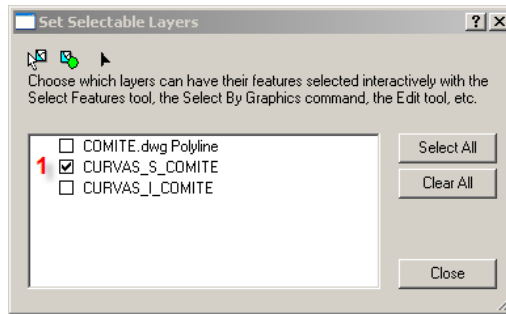 Set Selectable Layers
Choose which layers can have their features selected interactively with the
Select Features tool, the Select By Graphics command, the Edit tool, etc.
COMITE.dwg Polyline
1 CURVAS_S_COMITE
CURVAS_I_COMITE
Select All
Clear All
Close